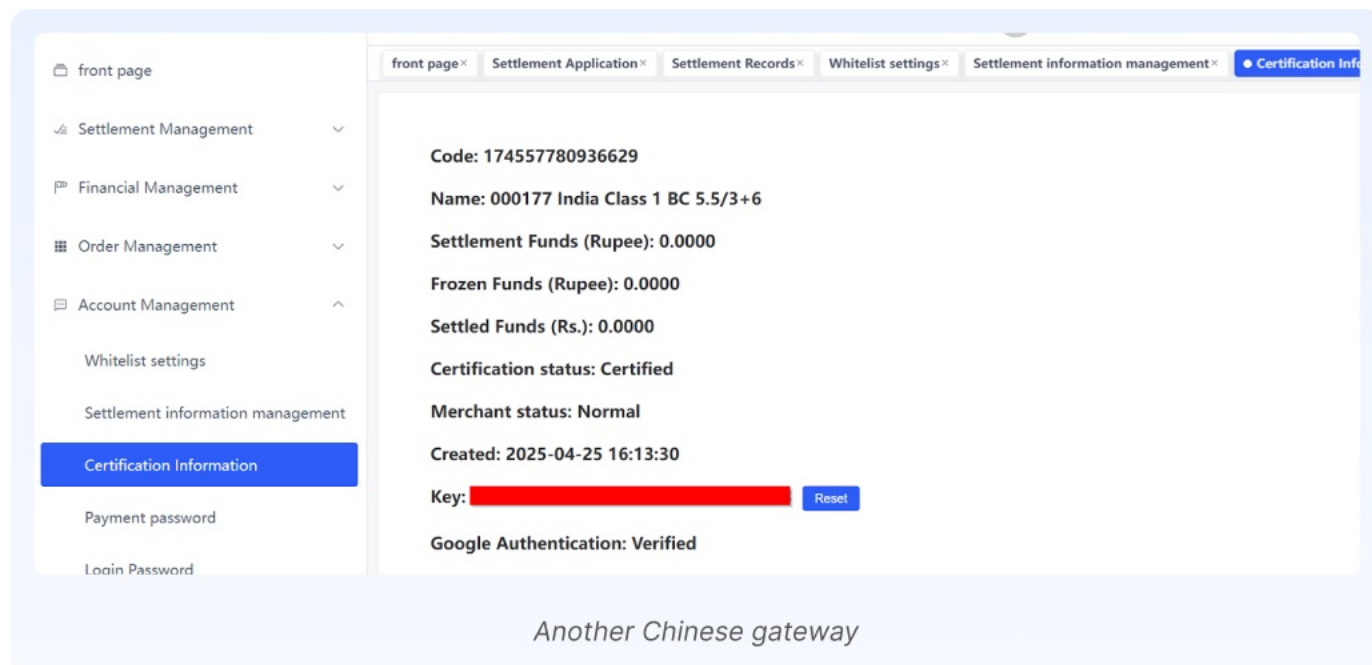 front page
Settlement Management
Financial Management
Order Management
Account Management
Whitelist settings
Settlement information management
Certification Information
Payment password
Login Password
front page× Settlement Application× Settlement Records× Whitelist settings× Settlement information management× Certification Info
Code: 174557780936629
Name: 000177 India Class 1 BC 5.5/3+6
Settlement Funds (Rupee): 0.0000
Frozen Funds (Rupee): 0.0000
Settled Funds (Rs.): 0.0000
Certification status: Certified
Merchant status: Normal
Created: 2025-04-25 16:13:30
Key: Reset
Google Authentication: Verified
Another Chinese gateway